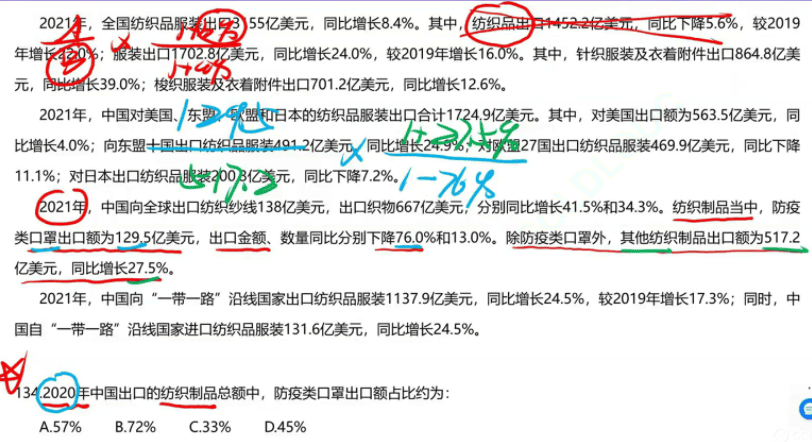 2021年，全国纺织品服装出口3155亿美元，同比增长8.4%。其中，纺织品出口1452.2亿美元，同比下降5.6%，较2019
年增长22.0%；服装出口1702.8亿美元，同比增长24.0%，较2019年增长16.0%。其中，针织服装及衣着附件出口864.8亿美
元，同比增长39.0%；梭织服装及衣着附件出口701.2亿美元，同比增长12.6%。
2021年，中国对美国、东盟、欧盟和日本的纺织品服装出口合计1724.9亿美元。其中，对美国出口额为563.5亿美元，同
比增长4.0%；向东盟十国出口纺织品服装491.2亿美元，同比增长24.9%；对欧盟27国出口纺织品服装469.9亿美元，同比下降
11.1%；对日本出口纺织品服装200.3亿美元，同比下降7.2%。
129.5
×
1+27.5%
517.2
1-76%
2021年，中国向全球出口纺织纱线138亿美元，出口织物667亿美元，分别同比增长41.5%和34.3%。纺织制品当中，防疫
类口罩出口额为129.5亿美元，出口金额、数量同比分别下降76.0%和13.0%。除防疫类口罩外，其他纺织制品出口额为517.2
亿美元，同比增长27.5%。
2021年，中国向“一带一路”沿线国家出口纺织品服装1137.9亿美元，同比增长24.5%，较2019年增长17.3%；同时，中
国自“一带一路”沿线国家进口纺织品服装131.6亿美元，同比增长24.5%。
134.2020年中国出口的纺织制品总额中，防疫类口罩出口额占比约为：
A.57% B.72% C.33% D.45%